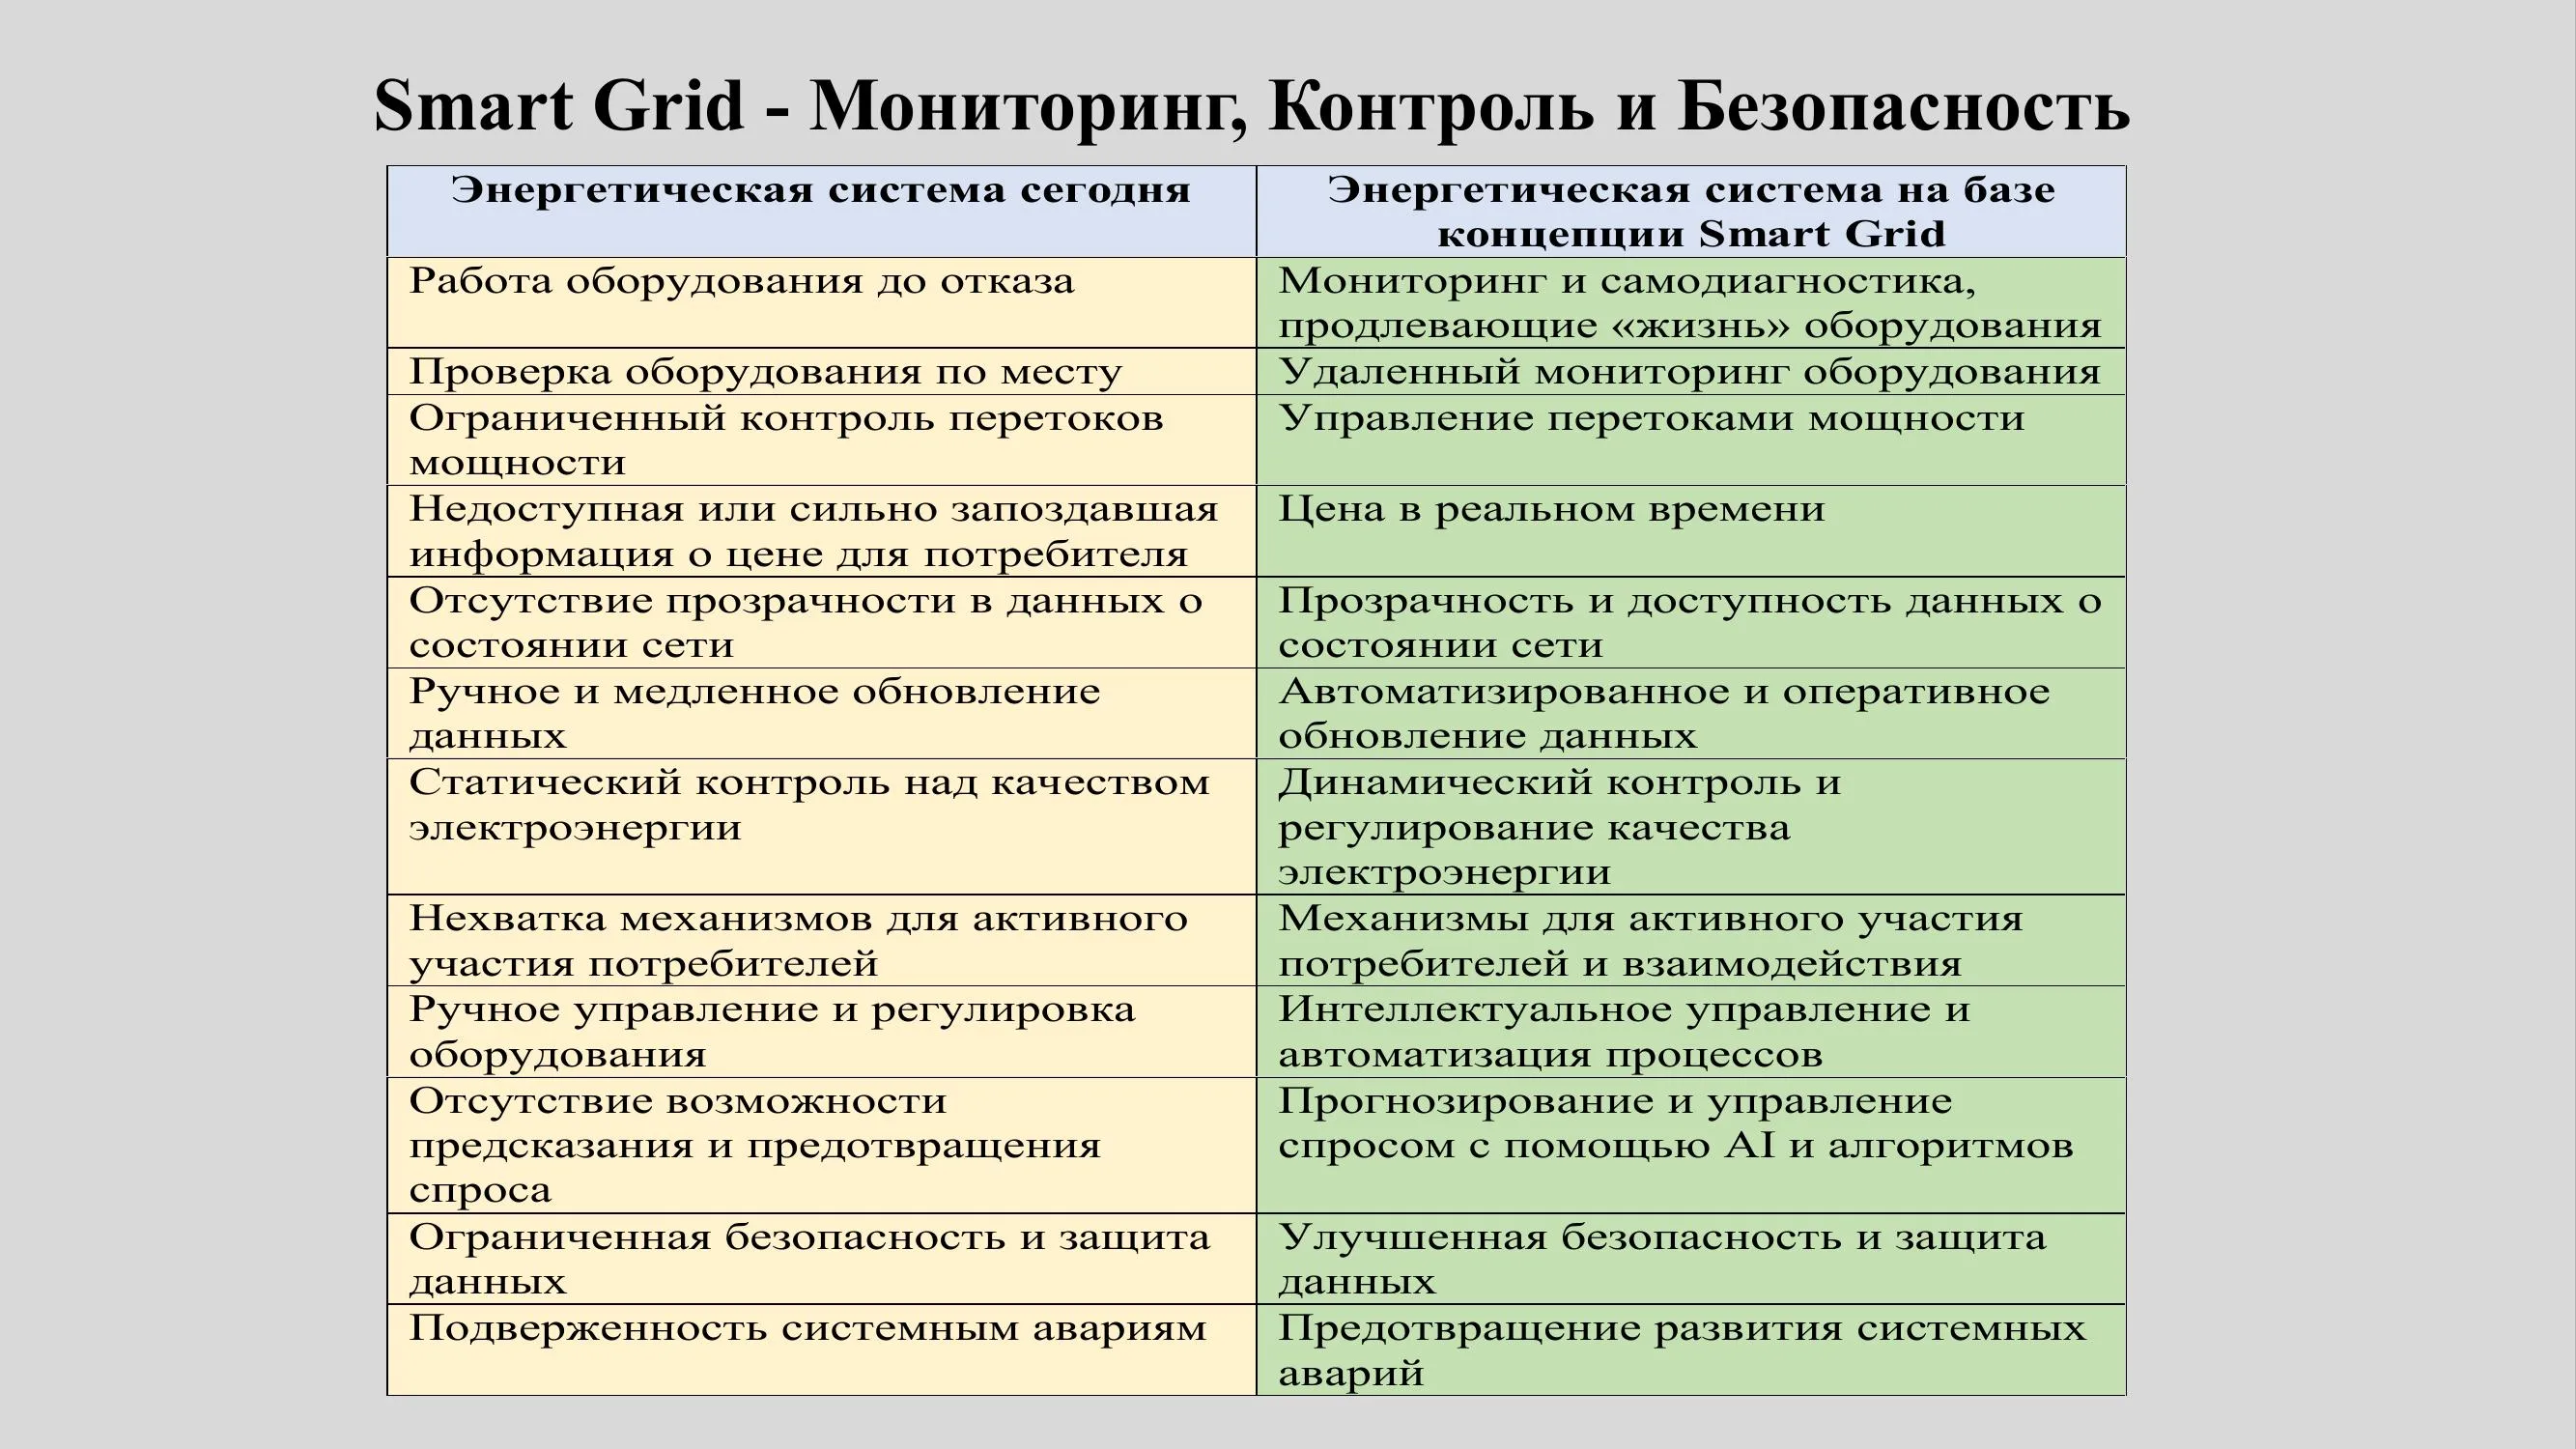 Smart Grid - Мониторинг, Контроль и Безопасность
Энергетическая система сегодня
Энергетическая система на базе
концепции Smart Grid
Работа оборудования до отказа
Мониторинг и самодиагностика,
продлевающие «жизнь» оборудования
Проверка оборудования по месту
Удаленный мониторинг оборудования
Ограниченный контроль перетоков
мощности
Управление перетоками мощности
Недоступная или сильно запоздавшая
информация о цене для потребителя
Цена в реальном времени
Отсутствие прозрачности в данных о
состоянии сети
Прозрачность и доступность данных о
состоянии сети
Ручное и медленное обновление
данных
Автоматизированное и оперативное
обновление данных
Статический контроль над качеством
электроэнергии
Динамический контроль и
регулирование качества
электроэнергии
Нехватка механизмов для активного
участия потребителей
Механизмы для активного участия
потребителей и взаимодействия
Ручное управление и регулировка
оборудования
Интеллектуальное управление и
автоматизация процессов
Отсутствие возможности
предсказания и предотвращения
спроса
Прогнозирование и управление
спросом с помощью AI и алгоритмов
Ограниченная безопасность и защита
данных
Улучшенная безопасность и защита
данных
Подверженность системным авариям
Предотвращение развития системных
аварий